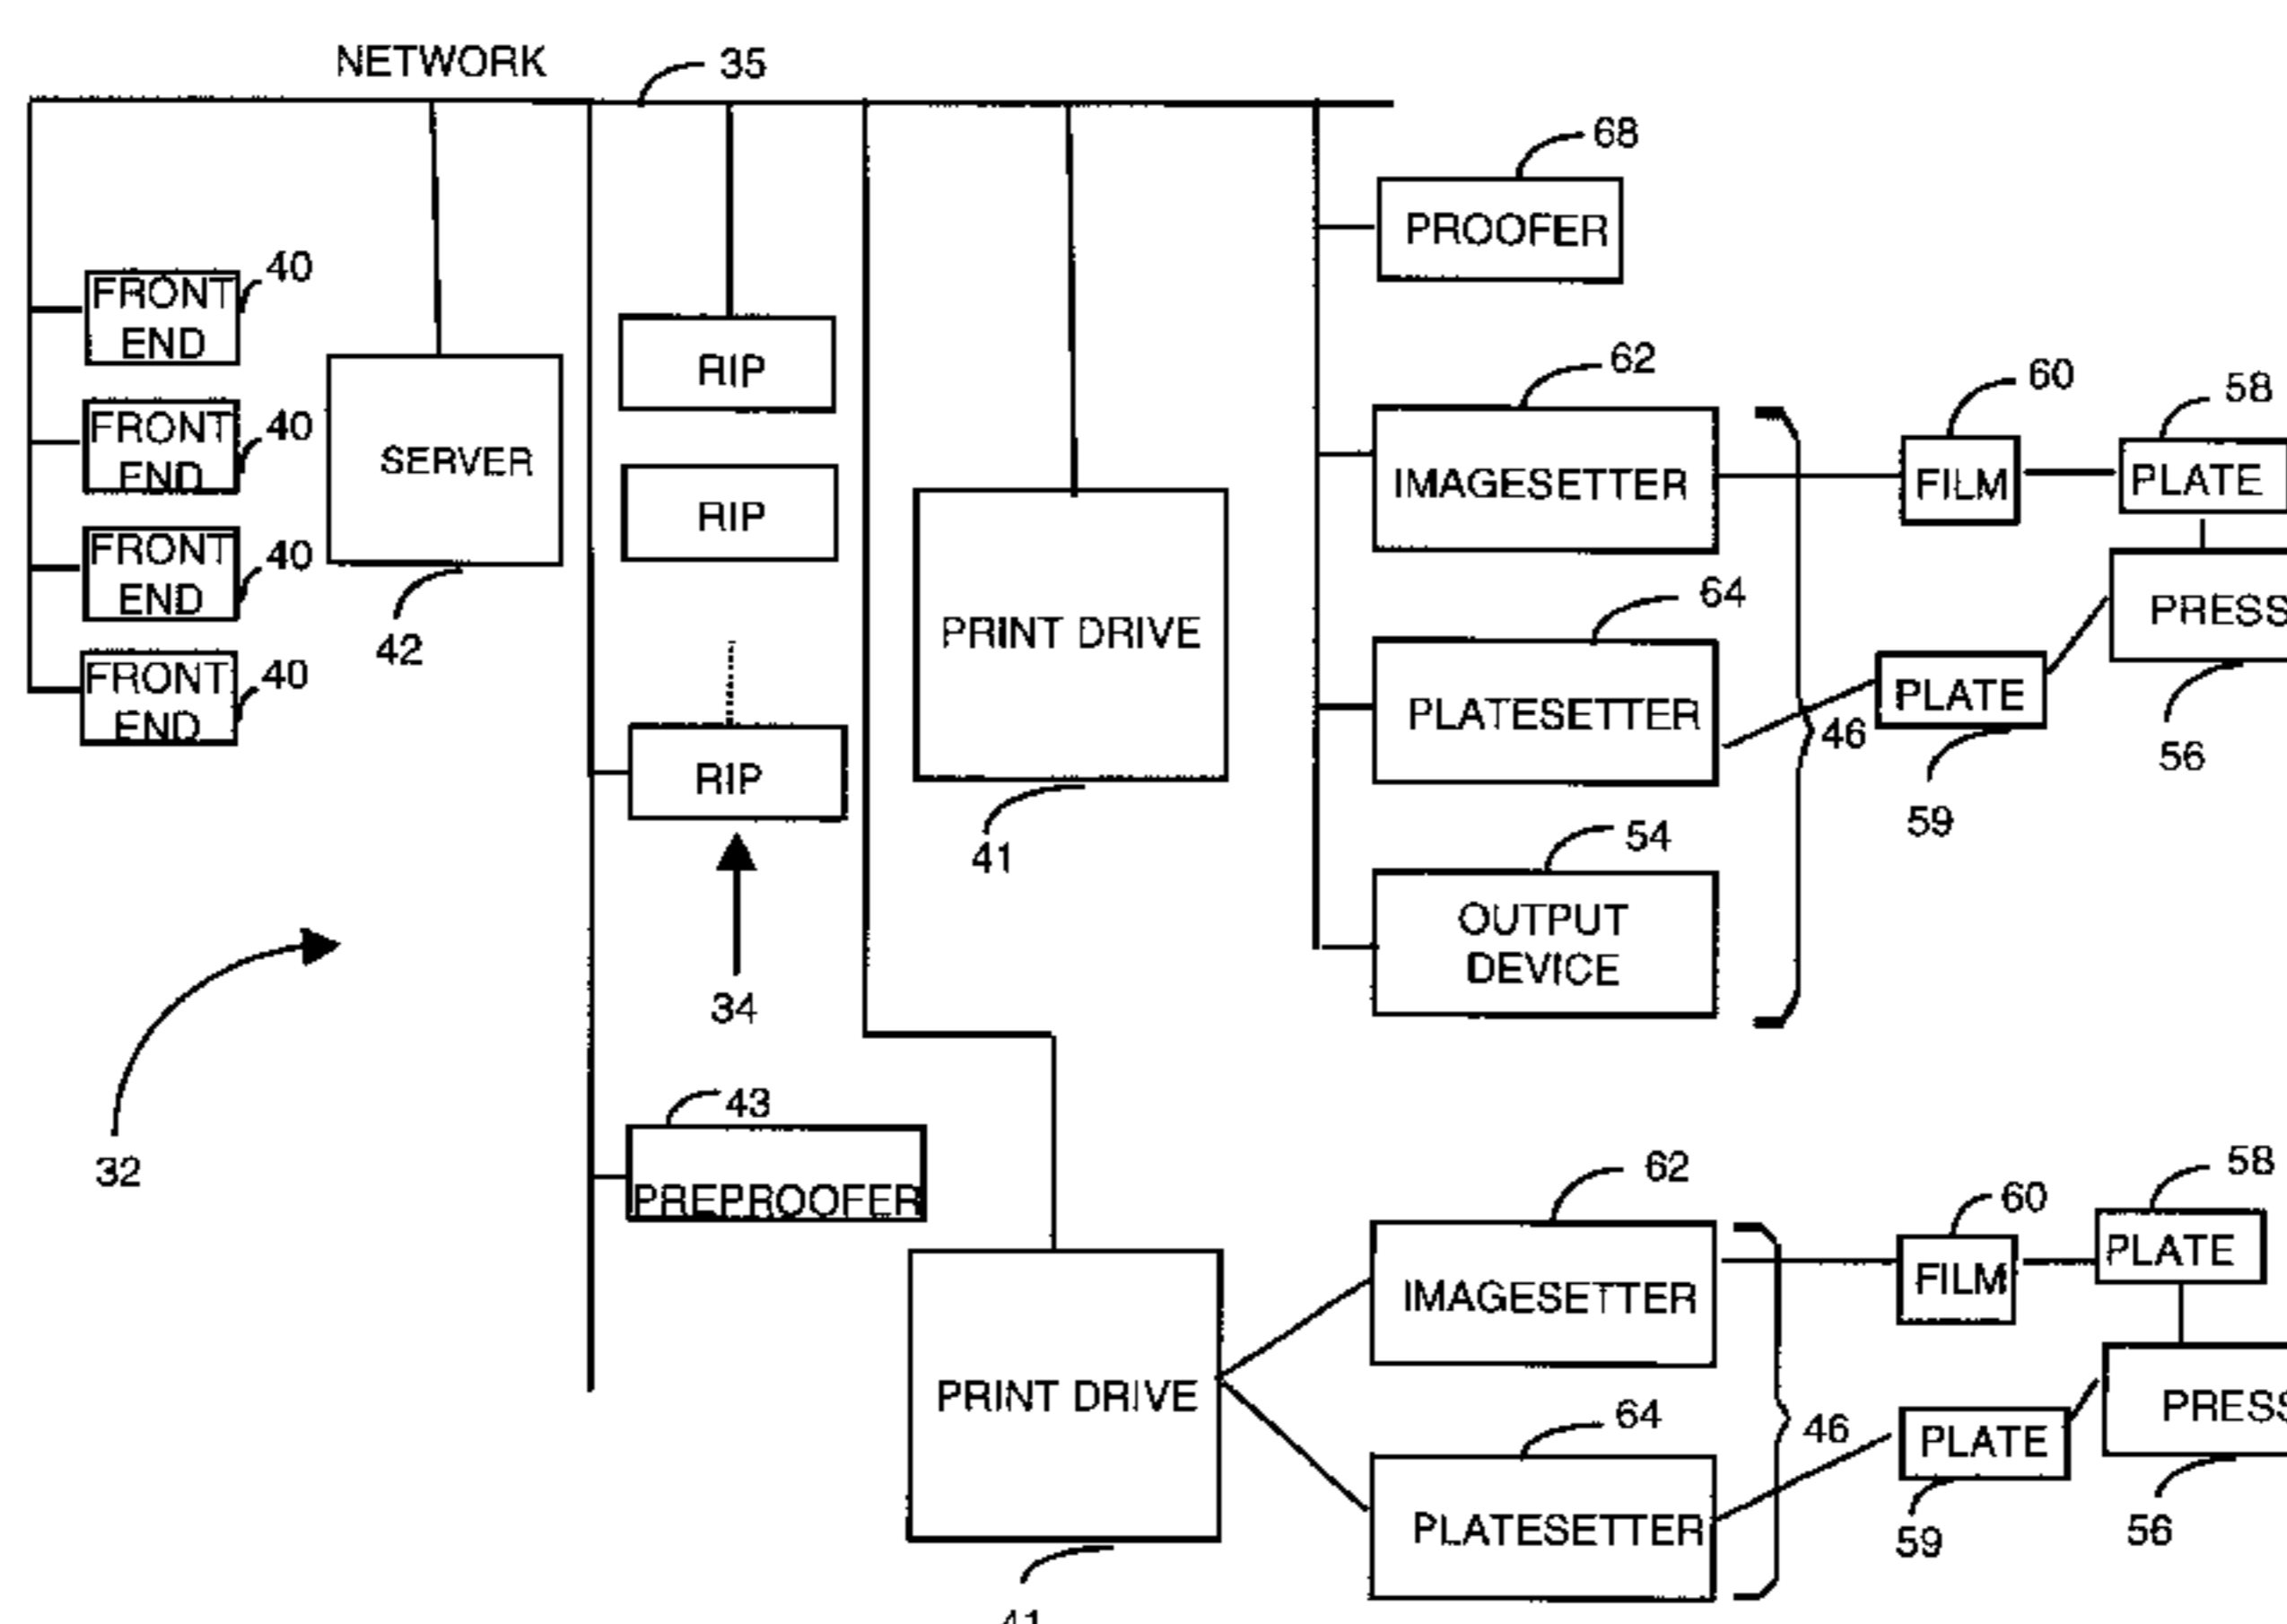 NETWORK
35
68
PROOFER
FRONT
END
40
FRONT
END
40
FRONT
END
40
FRONT
END
40
SERVER
42
RIP
RIP
RIP
34
PRINT DRIVE
41
62
IMAGESETTER
60
FILM
58
PLATE
64
PLATESETTER
46
PLATE
59
PRESS
56
54
OUTPUT
DEVICE
32
43
PREPROOFER
PRINT DRIVE
41
62
IMAGESETTER
60
FILM
58
PLATE
64
PLATESETTER
46
PLATE
59
PRESS
56